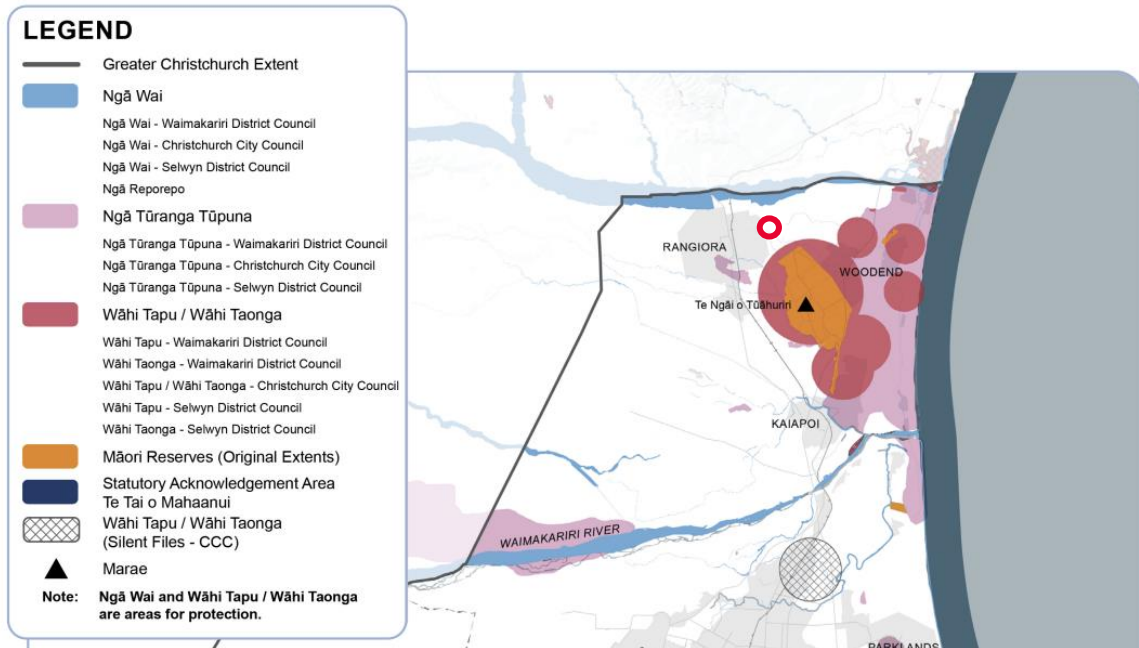 LEGEND
Greater Christchurch Extent
Ngā Wai
Ngā Wai - Waimakariri District Council
Ngā Wai - Christchurch City Council
Ngā Wai - Selwyn District Council
Ngā Reporepo
Ngā Tūranga Tūpuna
Ngā Tūranga Tūpuna - Waimakariri District Council
Ngā Tūranga Tūpuna - Christchurch City Council
Ngā Tūranga Tūpuna - Selwyn District Council
Wāhi Tapu / Wāhi Taonga
Wāhi Tapu - Waimakariri District Council
Wāhi Taonga - Waimakariri District Council
Wāhi Tapu / Wāhi Taonga - Christchurch City Council
Wāhi Tapu - Selwyn District Council
Wāhi Taonga - Selwyn District Council
Māori Reserves (Original Extents)
Statutory Acknowledgement Area
Te Tai o Mahaanui
Wāhi Tapu / Wāhi Taonga
(Silent Files - CCC)
Marae
Note: Ngā Wai and Wāhi Tapu / Wāhi Taonga
are areas for protection.
RANGIORA
WOODEND
Te Ngāi o Tūāhuriri
KAIAPOI
WAIMAKARIRI RIVER
PARKLANDS